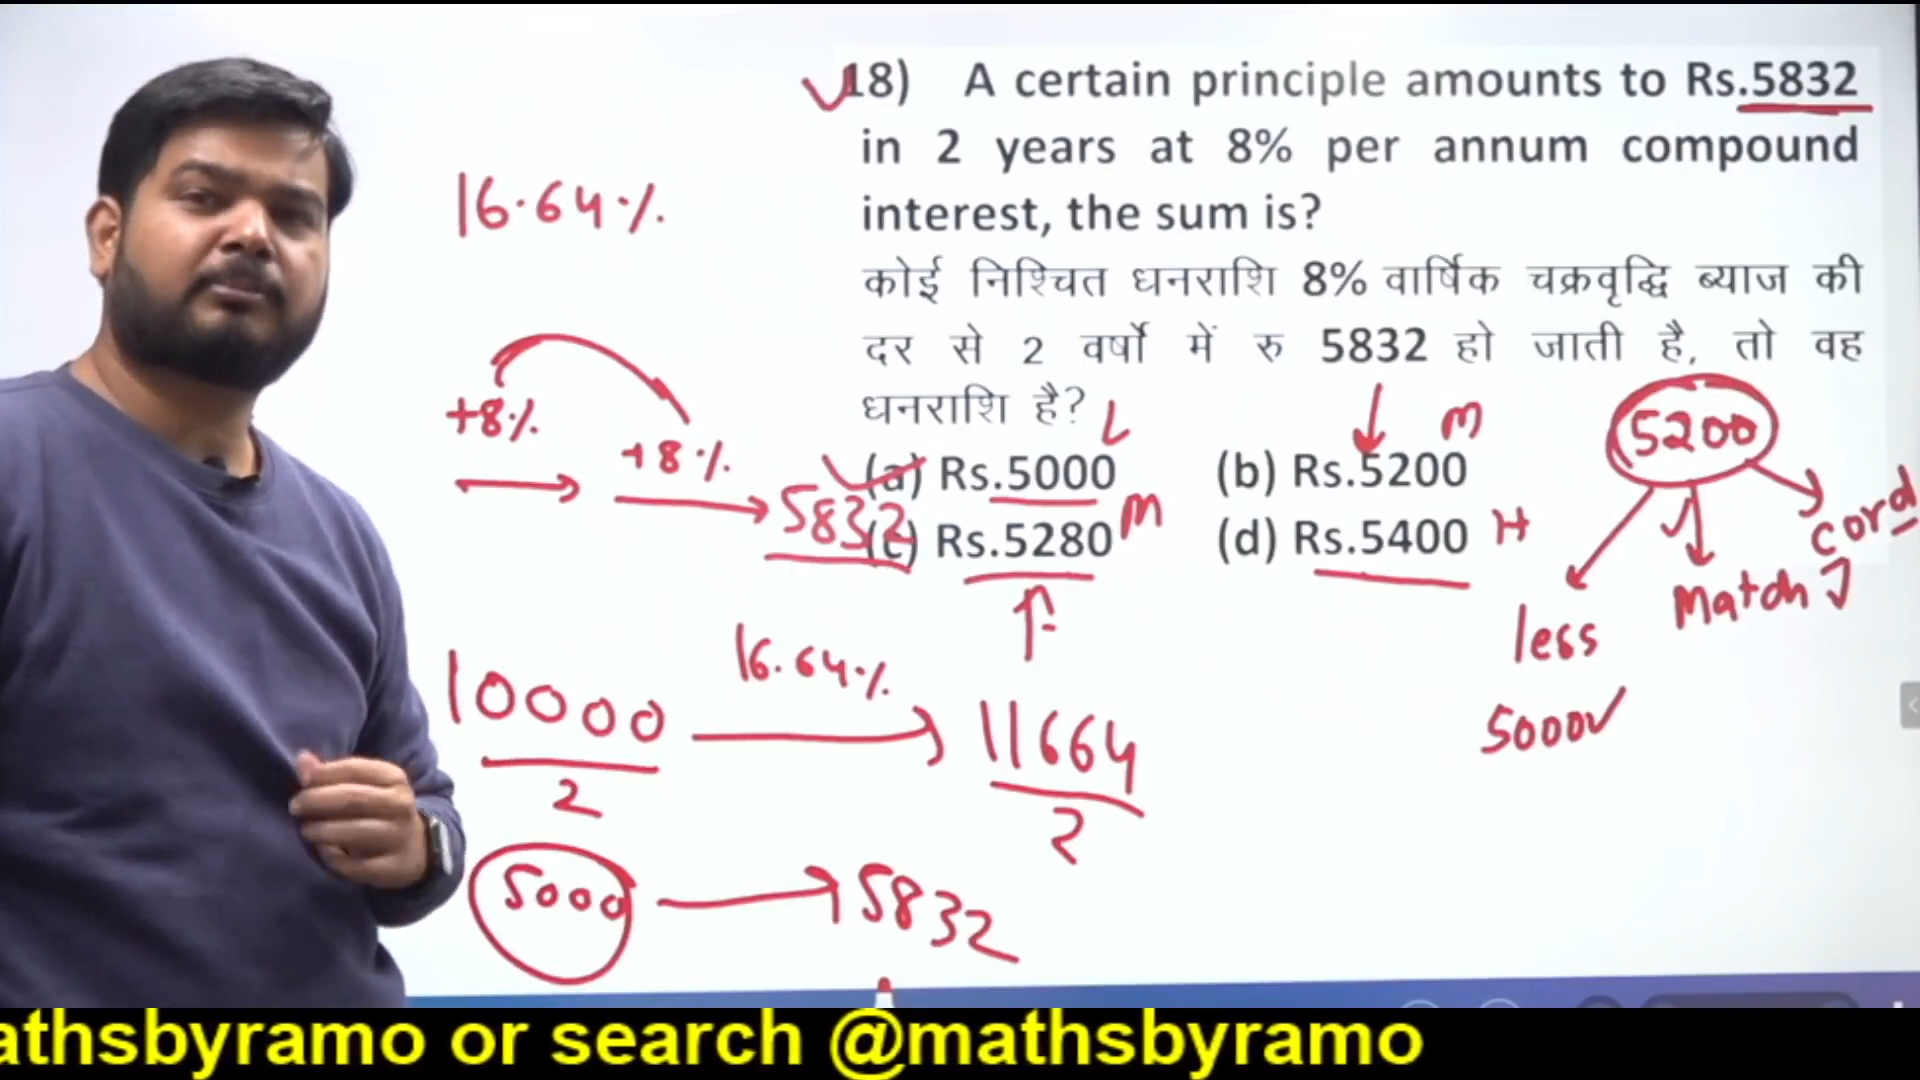 18) A certain principle amounts to Rs.5832
in 2 years at 8% per annum compound
interest, the sum is?
कोई निश्चित धनराशि 8% वार्षिक चक्रवृद्धि ब्याज की
दर से 2 वर्षों में रु 5832 हो जाती है, तो वह
धनराशि है?
(a) Rs.5000 L (b) Rs.5200 M
(c) Rs.5280 M (d) Rs.5400 H
16.64%
+8%
+8%
5832
10000 16.64% 11664
2 2
5000 5832
5200
less
Match
cord
5000
athsbyramo or search @mathsbyramo